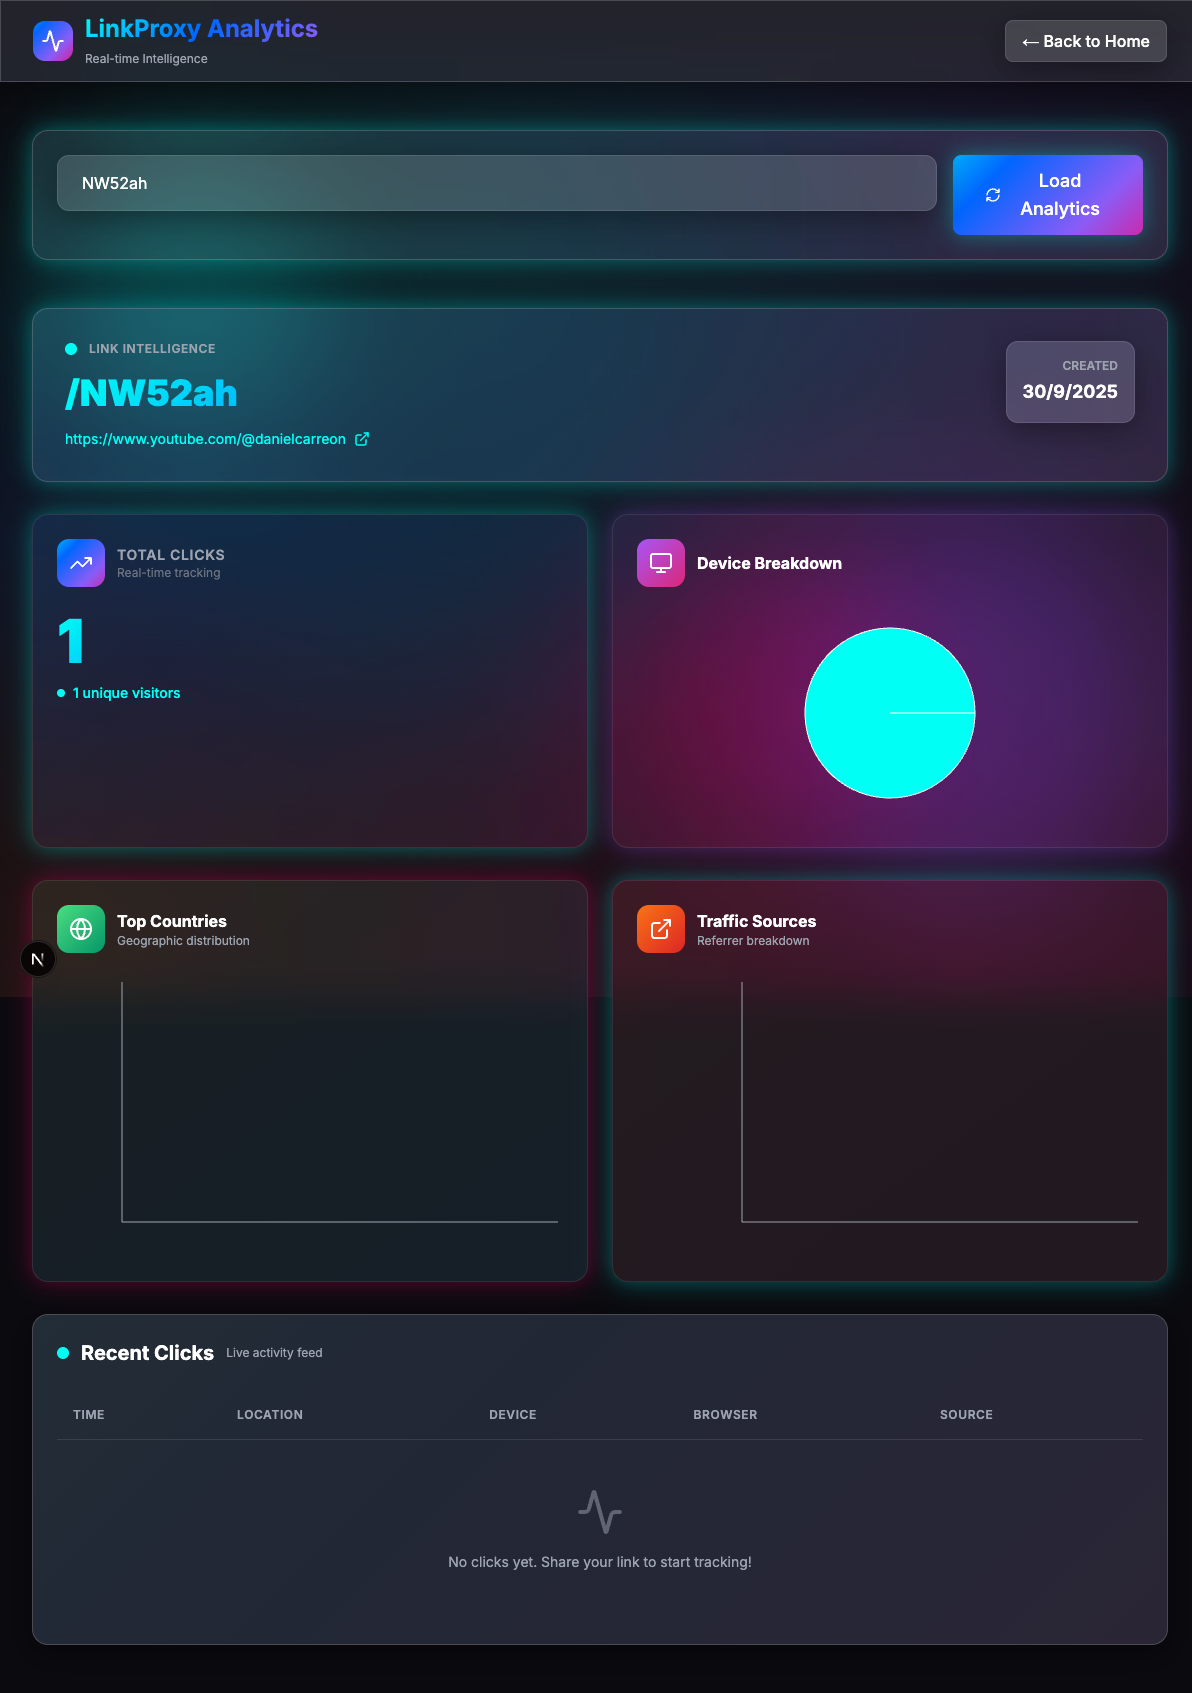 LinkProxy Analytics
Real-time Intelligence
← Back to Home
NW52ah
Load
Analytics
LINK INTELLIGENCE
/NW52ah
https://www.youtube.com/@danielcarreon
CREATED
30/9/2025
TOTAL CLICKS
Real-time tracking
1
1 unique visitors
Device Breakdown
Top Countries
Geographic distribution
Traffic Sources
Referrer breakdown
N
Recent Clicks Live activity feed
TIME LOCATION DEVICE BROWSER SOURCE
No clicks yet. Share your link to start tracking!